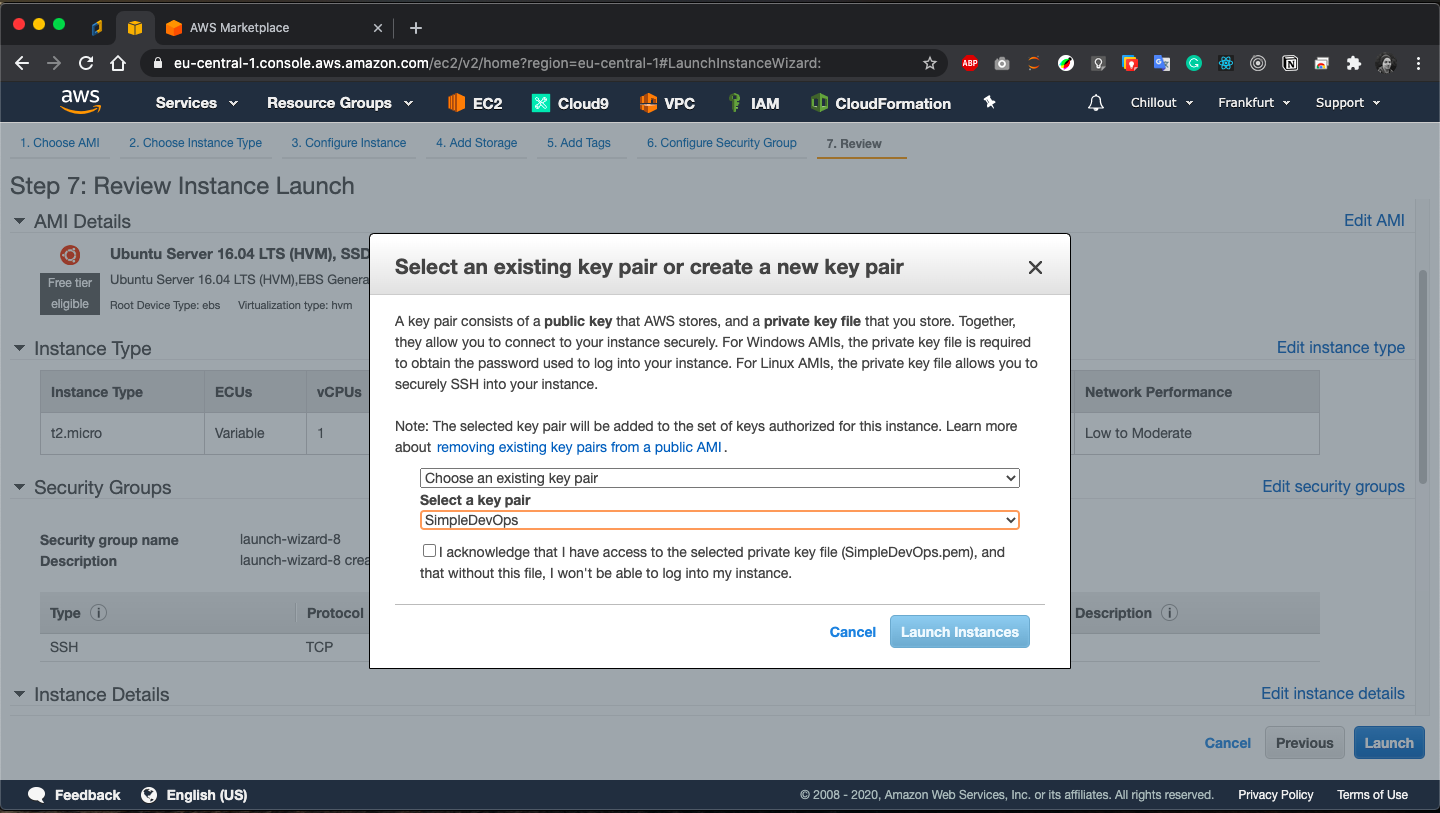 AWS Marketplace
eu-central-1.console.aws.amazon.com/ec2/v2/home?region=eu-central-1#LaunchInstanceWizard:
ABP
aws
Services
Resource Groups
EC2
Cloud9
VPC
IAM
CloudFormation
Chillout
Frankfurt
Support
1. Choose AMI
2. Choose Instance Type
3. Configure Instance
4. Add Storage
5. Add Tags
6. Configure Security Group
7. Review
Step 7: Review Instance Launch
AMI Details
Edit AMI
Ubuntu Server 16.04 LTS (HVM), SSD
Free tier
eligible
Ubuntu Server 16.04 LTS (HVM),EBS Genera
Root Device Type: ebs Virtualization type: hvm
Select an existing key pair or create a new key pair
A key pair consists of a public key that AWS stores, and a private key file that you store. Together,
they allow you to connect to your instance securely. For Windows AMIs, the private key file is required
to obtain the password used to log into your instance. For Linux AMIs, the private key file allows you to
securely SSH into your instance.
Note: The selected key pair will be added to the set of keys authorized for this instance. Learn more
about removing existing key pairs from a public AMI .
Choose an existing key pair
Select a key pair
SimpleDevOps
I acknowledge that I have access to the selected private key file (SimpleDevOps.pem), and
that without this file, I won't be able to log into my instance.
Cancel
Launch Instances
Instance Type
Edit instance type
Instance Type ECUs vCPUs Network Performance
t2.micro Variable 1 Low to Moderate
Security Groups
Edit security groups
Security group name launch-wizard-8
Description launch-wizard-8 crea
Type Protocol Description
SSH TCP
Instance Details
Edit instance details
Cancel
Previous
Launch
Feedback
English (US)
© 2008 - 2020, Amazon Web Services, Inc. or its affiliates. All rights reserved.
Privacy Policy
Terms of Use